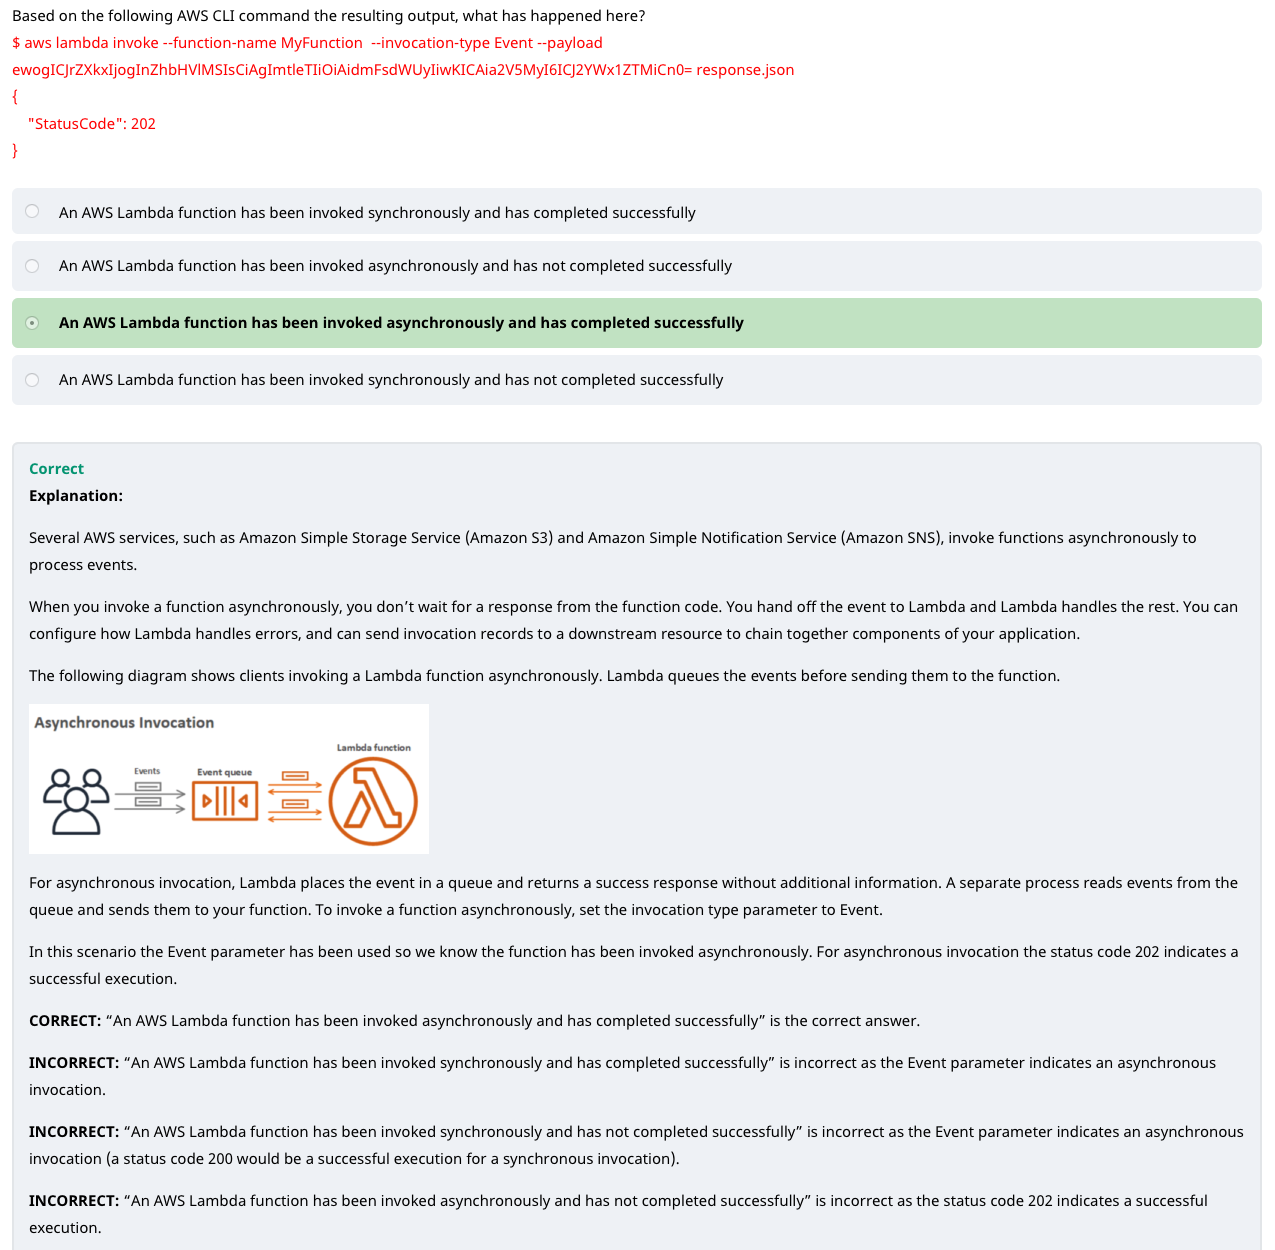 Based on the following AWS CLI command the resulting output, what has happened here?
$ aws lambda invoke --function-name MyFunction  --invocation-type Event --payload
ewogICJrZXkxIjogInZhbHVlMSIsCiAgImtleTIiOiAidmFsdWUyIiwKICAia2V5MyI6ICJ2YWx1ZTMiCn0= response.json
{
"StatusCode": 202
}
An AWS Lambda function has been invoked synchronously and has completed successfully
An AWS Lambda function has been invoked asynchronously and has not completed successfully
An AWS Lambda function has been invoked asynchronously and has completed successfully
An AWS Lambda function has been invoked synchronously and has not completed successfully
Correct
Explanation:
Several AWS services, such as Amazon Simple Storage Service (Amazon S3) and Amazon Simple Notification Service (Amazon SNS), invoke functions asynchronously to
process events.
When you invoke a function asynchronously, you don’t wait for a response from the function code. You hand off the event to Lambda and Lambda handles the rest. You can
configure how Lambda handles errors, and can send invocation records to a downstream resource to chain together components of your application.
The following diagram shows clients invoking a Lambda function asynchronously. Lambda queues the events before sending them to the function.
Asynchronous Invocation
Lambda function
Events
Event queue
For asynchronous invocation, Lambda places the event in a queue and returns a success response without additional information. A separate process reads events from the
queue and sends them to your function. To invoke a function asynchronously, set the invocation type parameter to Event.
In this scenario the Event parameter has been used so we know the function has been invoked asynchronously. For asynchronous invocation the status code 202 indicates a
successful execution.
CORRECT: “An AWS Lambda function has been invoked asynchronously and has completed successfully” is the correct answer.
INCORRECT: “An AWS Lambda function has been invoked synchronously and has completed successfully” is incorrect as the Event parameter indicates an asynchronous
invocation.
INCORRECT: “An AWS Lambda function has been invoked synchronously and has not completed successfully” is incorrect as the Event parameter indicates an asynchronous
invocation (a status code 200 would be a successful execution for a synchronous invocation).
INCORRECT: “An AWS Lambda function has been invoked asynchronously and has not completed successfully” is incorrect as the status code 202 indicates a successful
execution.